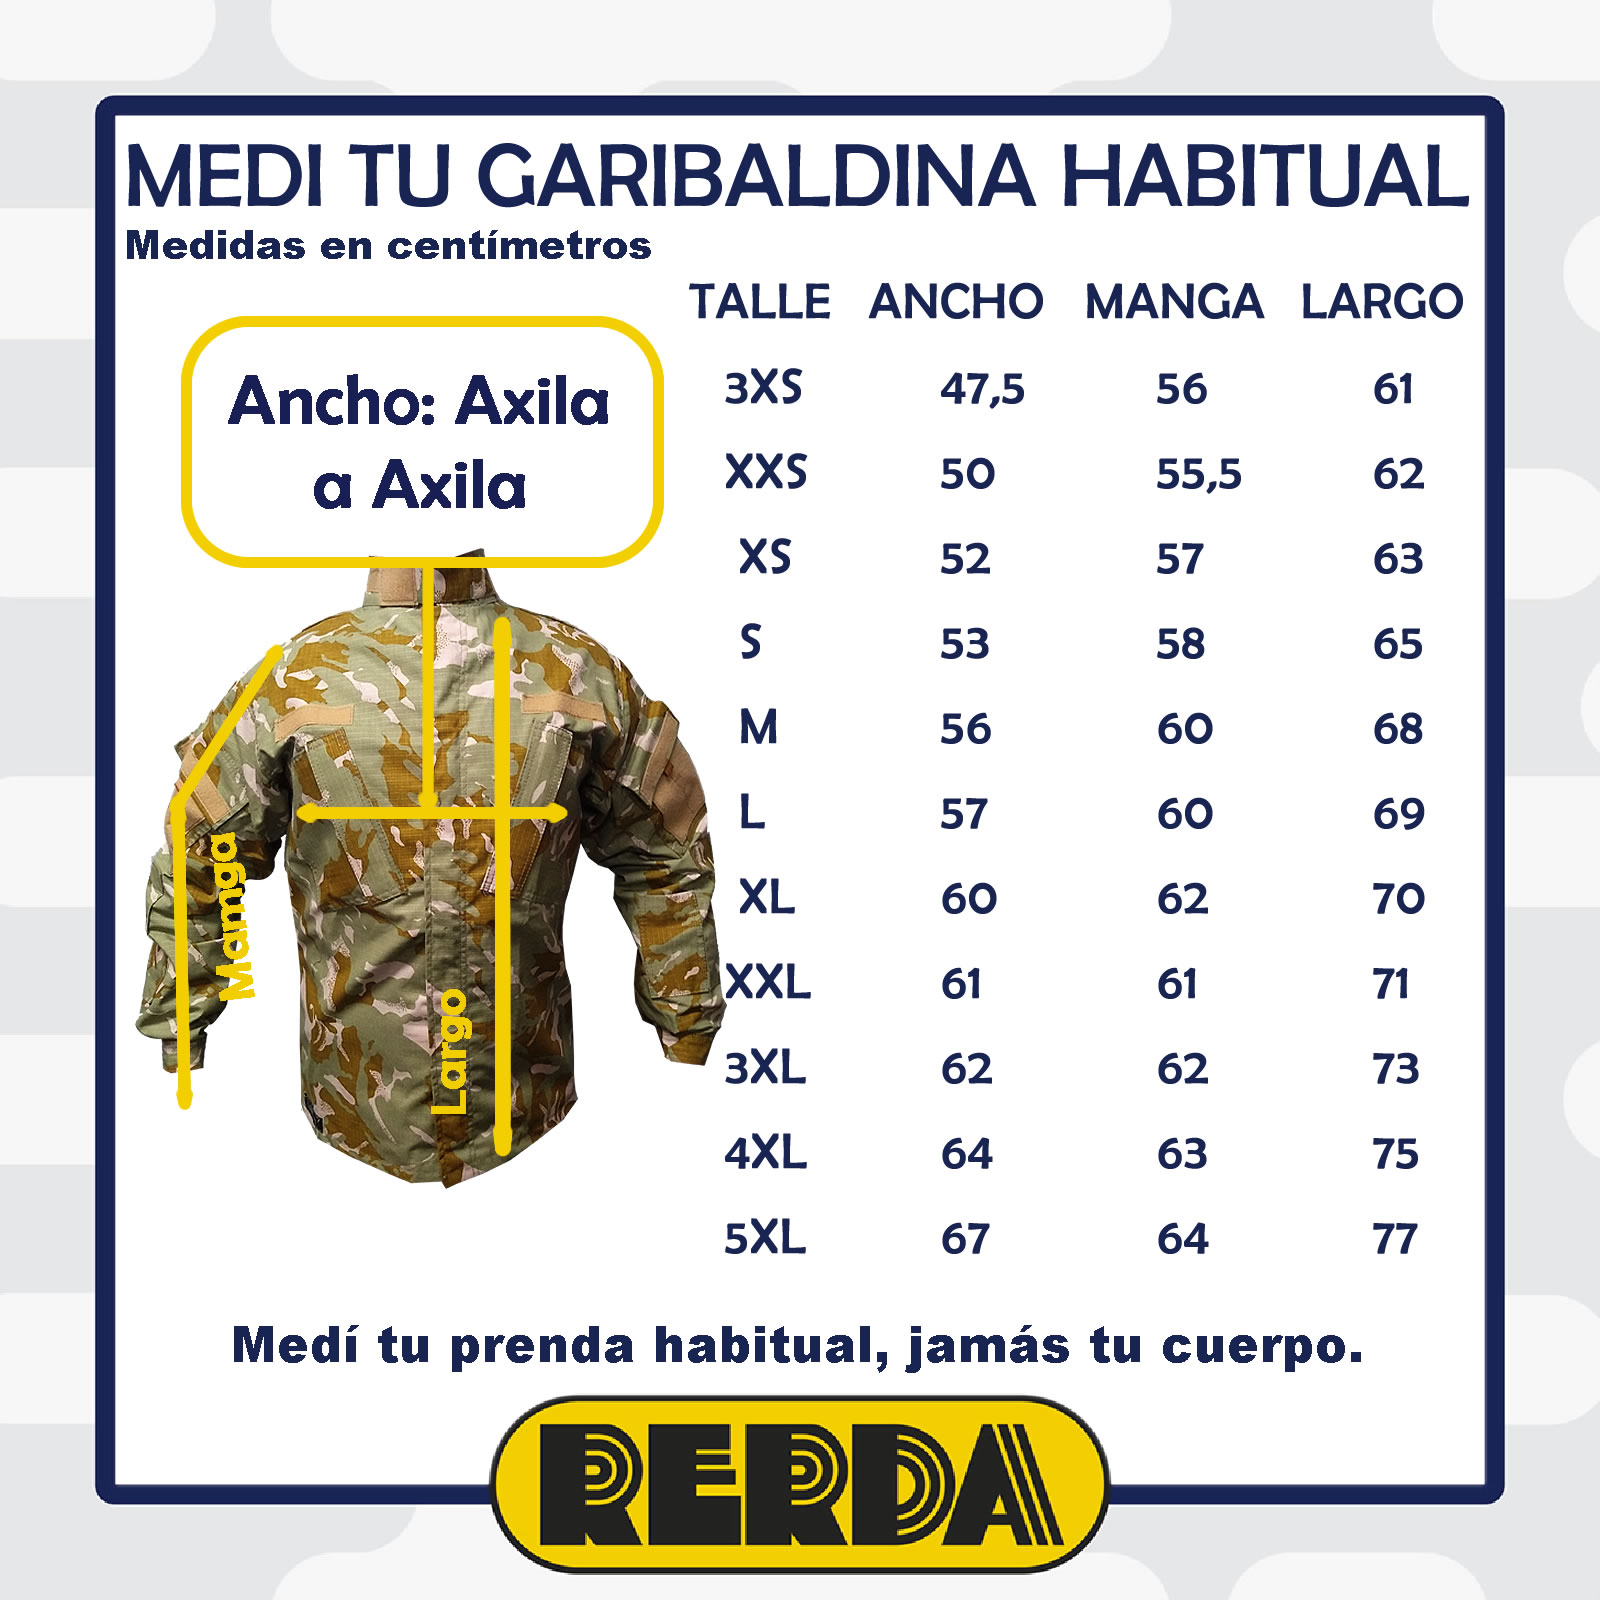 MEDI TU GARIBALDINA HABITUAL
Medidas en centímetros
TALLE ANCHO MANGA LARGO
Ancho: Axila
a Axila
3XS 47,5 56 61
XXS 50 55,5 62
XS 52 57 63
S 53 58 65
M 56 60 68
L 57 60 69
XL 60 62 70
XXL 61 61 71
3XL 62 62 73
4XL 64 63 75
5XL 67 64 77
Mamga
Largo
Medí tu prenda habitual, jamás tu cuerpo.
RERDA